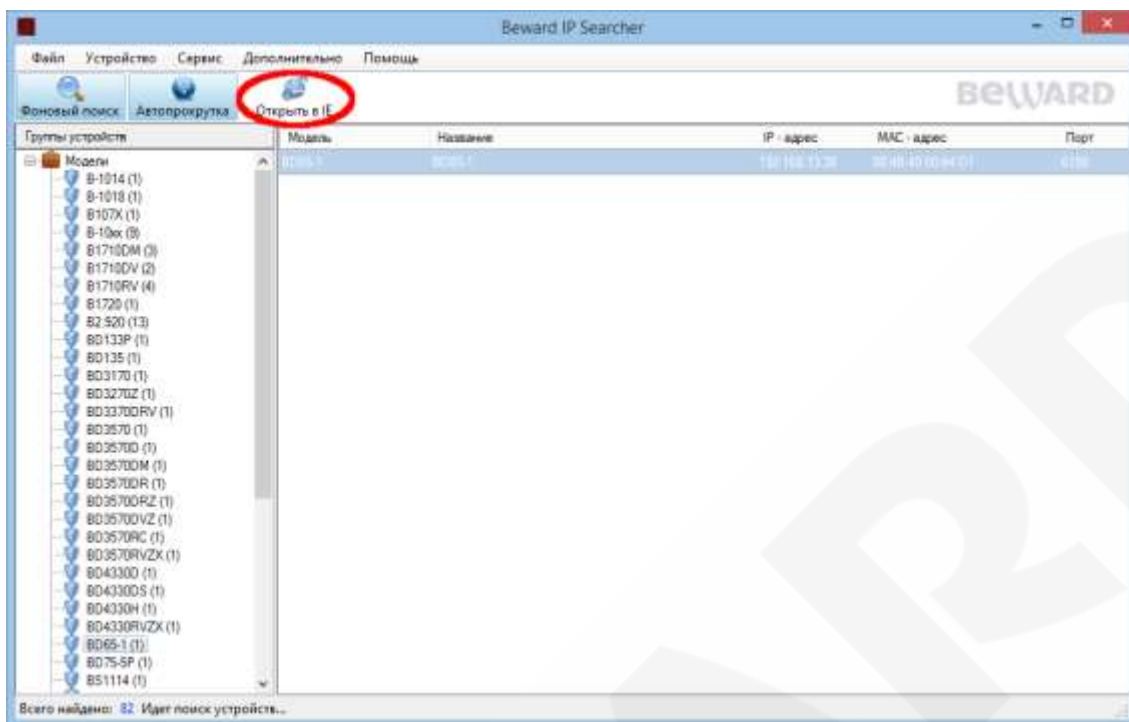 Beward IP Searcher
Файл Устройство Сервис Дополнительно Помощь
Фоновый поиск Автопрокрутка Открыть в IE
BEWARD
Группы устройств Модель Название IP - адрес MAC - адрес Порт
Модели
BD65-1 BD65-1
B-1014 (1)
B-1018 (1)
B107X (1)
B-10xx (9)
B1710DM (3)
B1710DV (2)
B1710RV (4)
B1720 (1)
B2.920 (13)
BD133P (1)
BD135 (1)
BD3170 (1)
BD3270Z (1)
BD3370DRV (1)
BD3570 (1)
BD3570D (1)
BD3570DM (1)
BD3570DR (1)
BD3570DRZ (1)
BD3570DVZ (1)
BD3570RC (1)
BD3570RVZX (1)
BD4330D (1)
BD4330DS (1)
BD4330H (1)
BD4330RVZX (1)
BD65-1 (1)
BD75-5P (1)
BS1114 (1)
Всего найдено: 82 Идет поиск устройств...